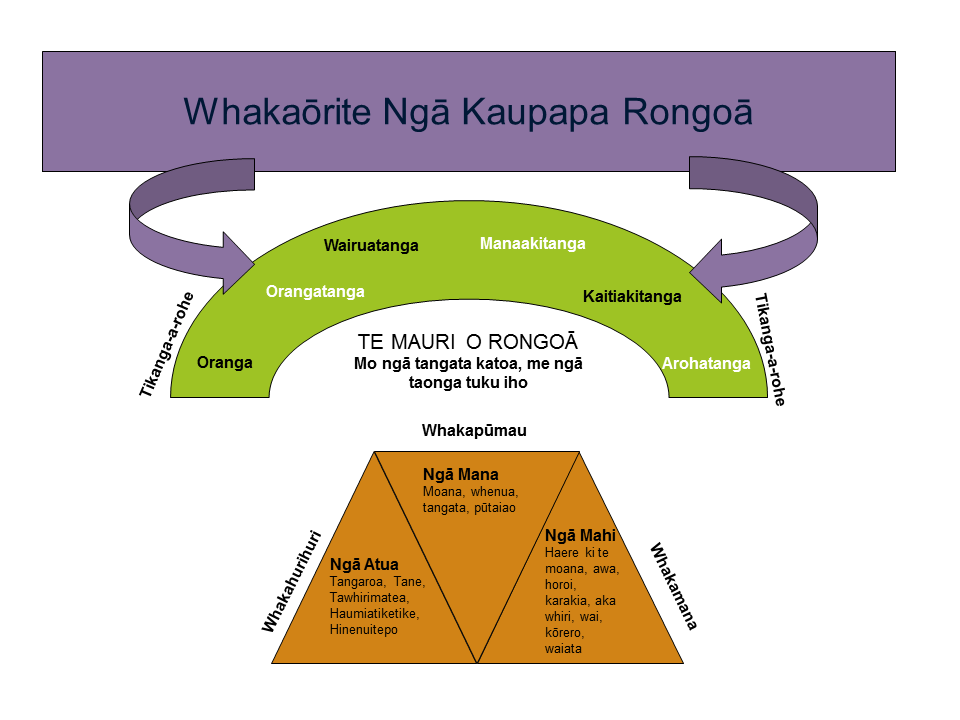 Whakaōrite Ngā Kaupapa Rongoā
Wairuatanga
Manaakitanga
Orangatanga
Kaitiakitanga
Oranga
Arohatanga
Tikanga-a-rohe
Tikanga-a-rohe
TE MAURI O RONGOĀ
Mo ngā tangata katoa, me ngā
taonga tuku iho
Whakapūmau
Ngā Mana
Moana, whenua,
tangata, pūtaiao
Whakahurihuri
Ngā Atua
Tangaroa, Tane,
Tawhirimatea,
Haumiatiketike,
Hinenuitepo
Ngā Mahi
Haere ki te
moana, awa,
horoi,
karakia, aka
whiri, wai,
kōrero,
waiata
Whakamana